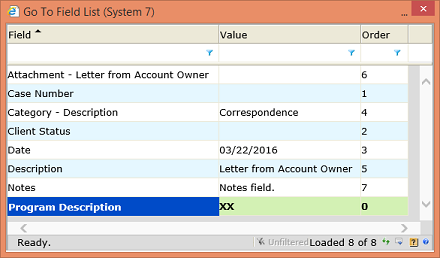 Go To Field List (System 7)
Field Value Order
Attachment - Letter from Account Owner 6
Case Number 1
Category - Description Correspondence 4
Client Status 2
Date 03/22/2016 3
Description Letter from Account Owner 5
Notes Notes field. 7
Program Description XX 0
Ready. Unfiltered Loaded 8 of 8